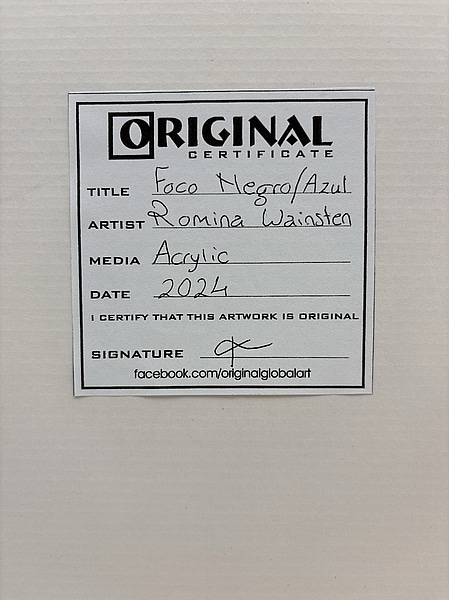 ORIGINAL
CERTIFICATE
TITLE Foco Negro/Azul
ARTIST Romina Wainsten
MEDIA Acrylic
DATE 2024
I CERTIFY THAT THIS ARTWORK IS ORIGINAL
SIGNATURE
facebook.com/originalglobalart